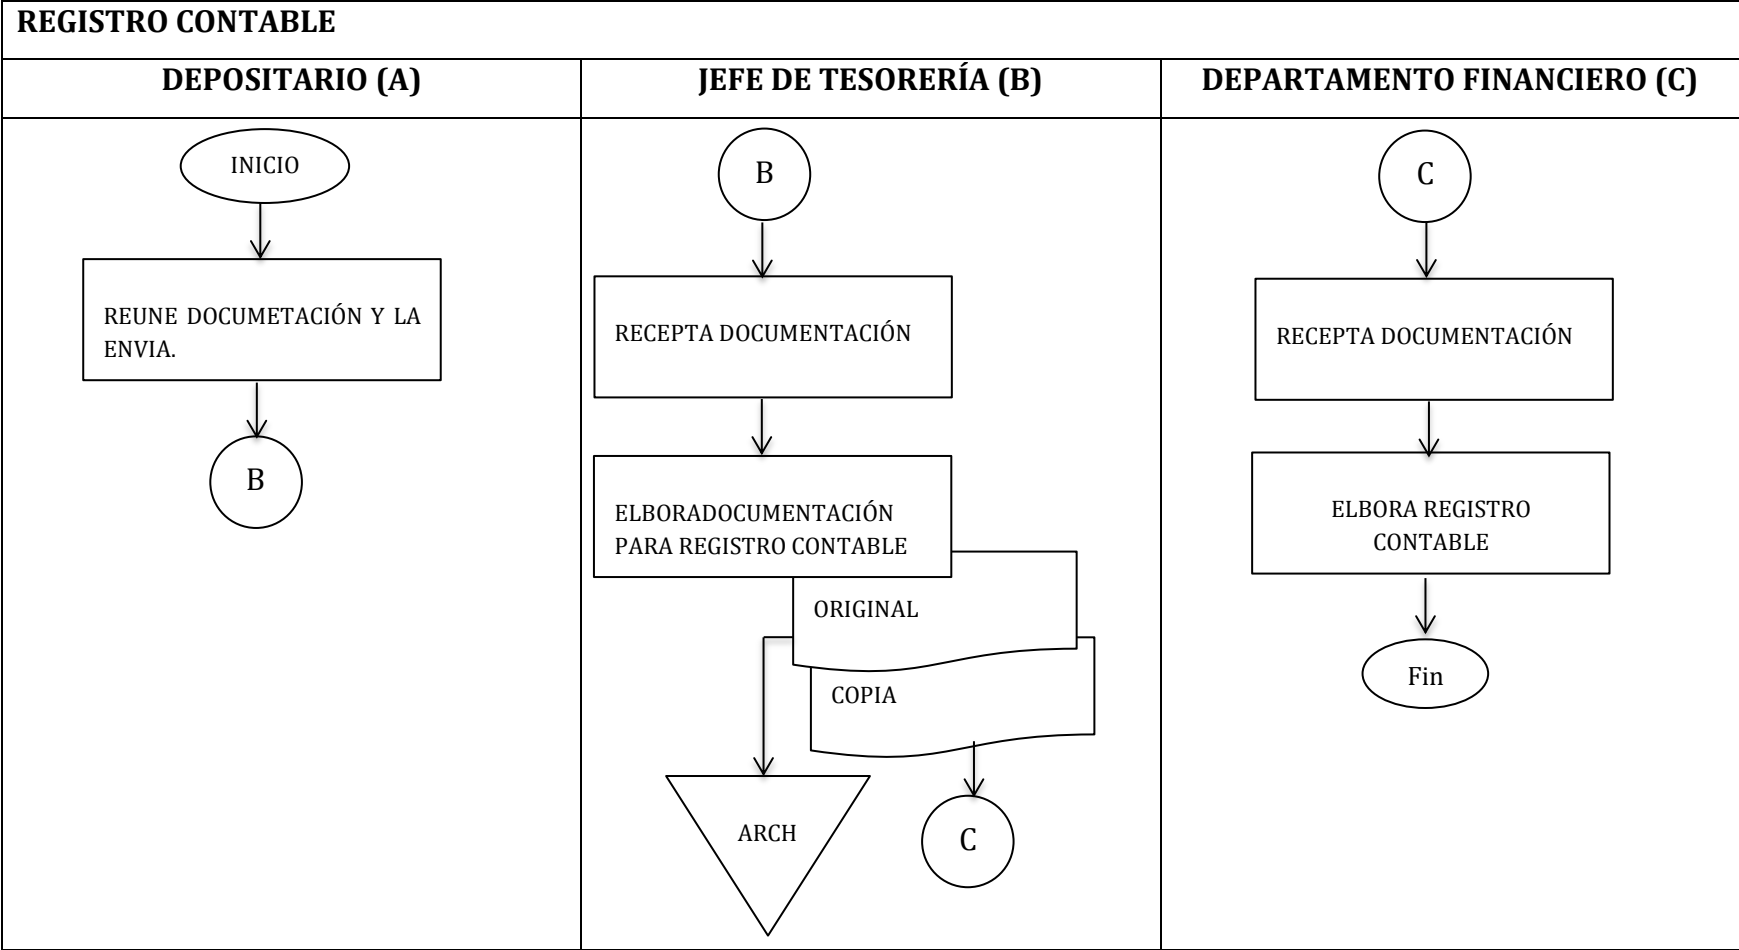 REGISTRO CONTABLE
DEPOSITARIO (A)
JEFE DE TESORERÍA (B)
DEPARTAMENTO FINANCIERO (C)
INICIO
REUNE DOCUMETACIÓN Y LA
ENVIA.
B
B
RECEPTA DOCUMENTACIÓN
ELBORADOCUMENTACIÓN
PARA REGISTRO CONTABLE
ORIGINAL
COPIA
ARCH
C
C
RECEPTA DOCUMENTACIÓN
ELBORA REGISTRO
CONTABLE
Fin